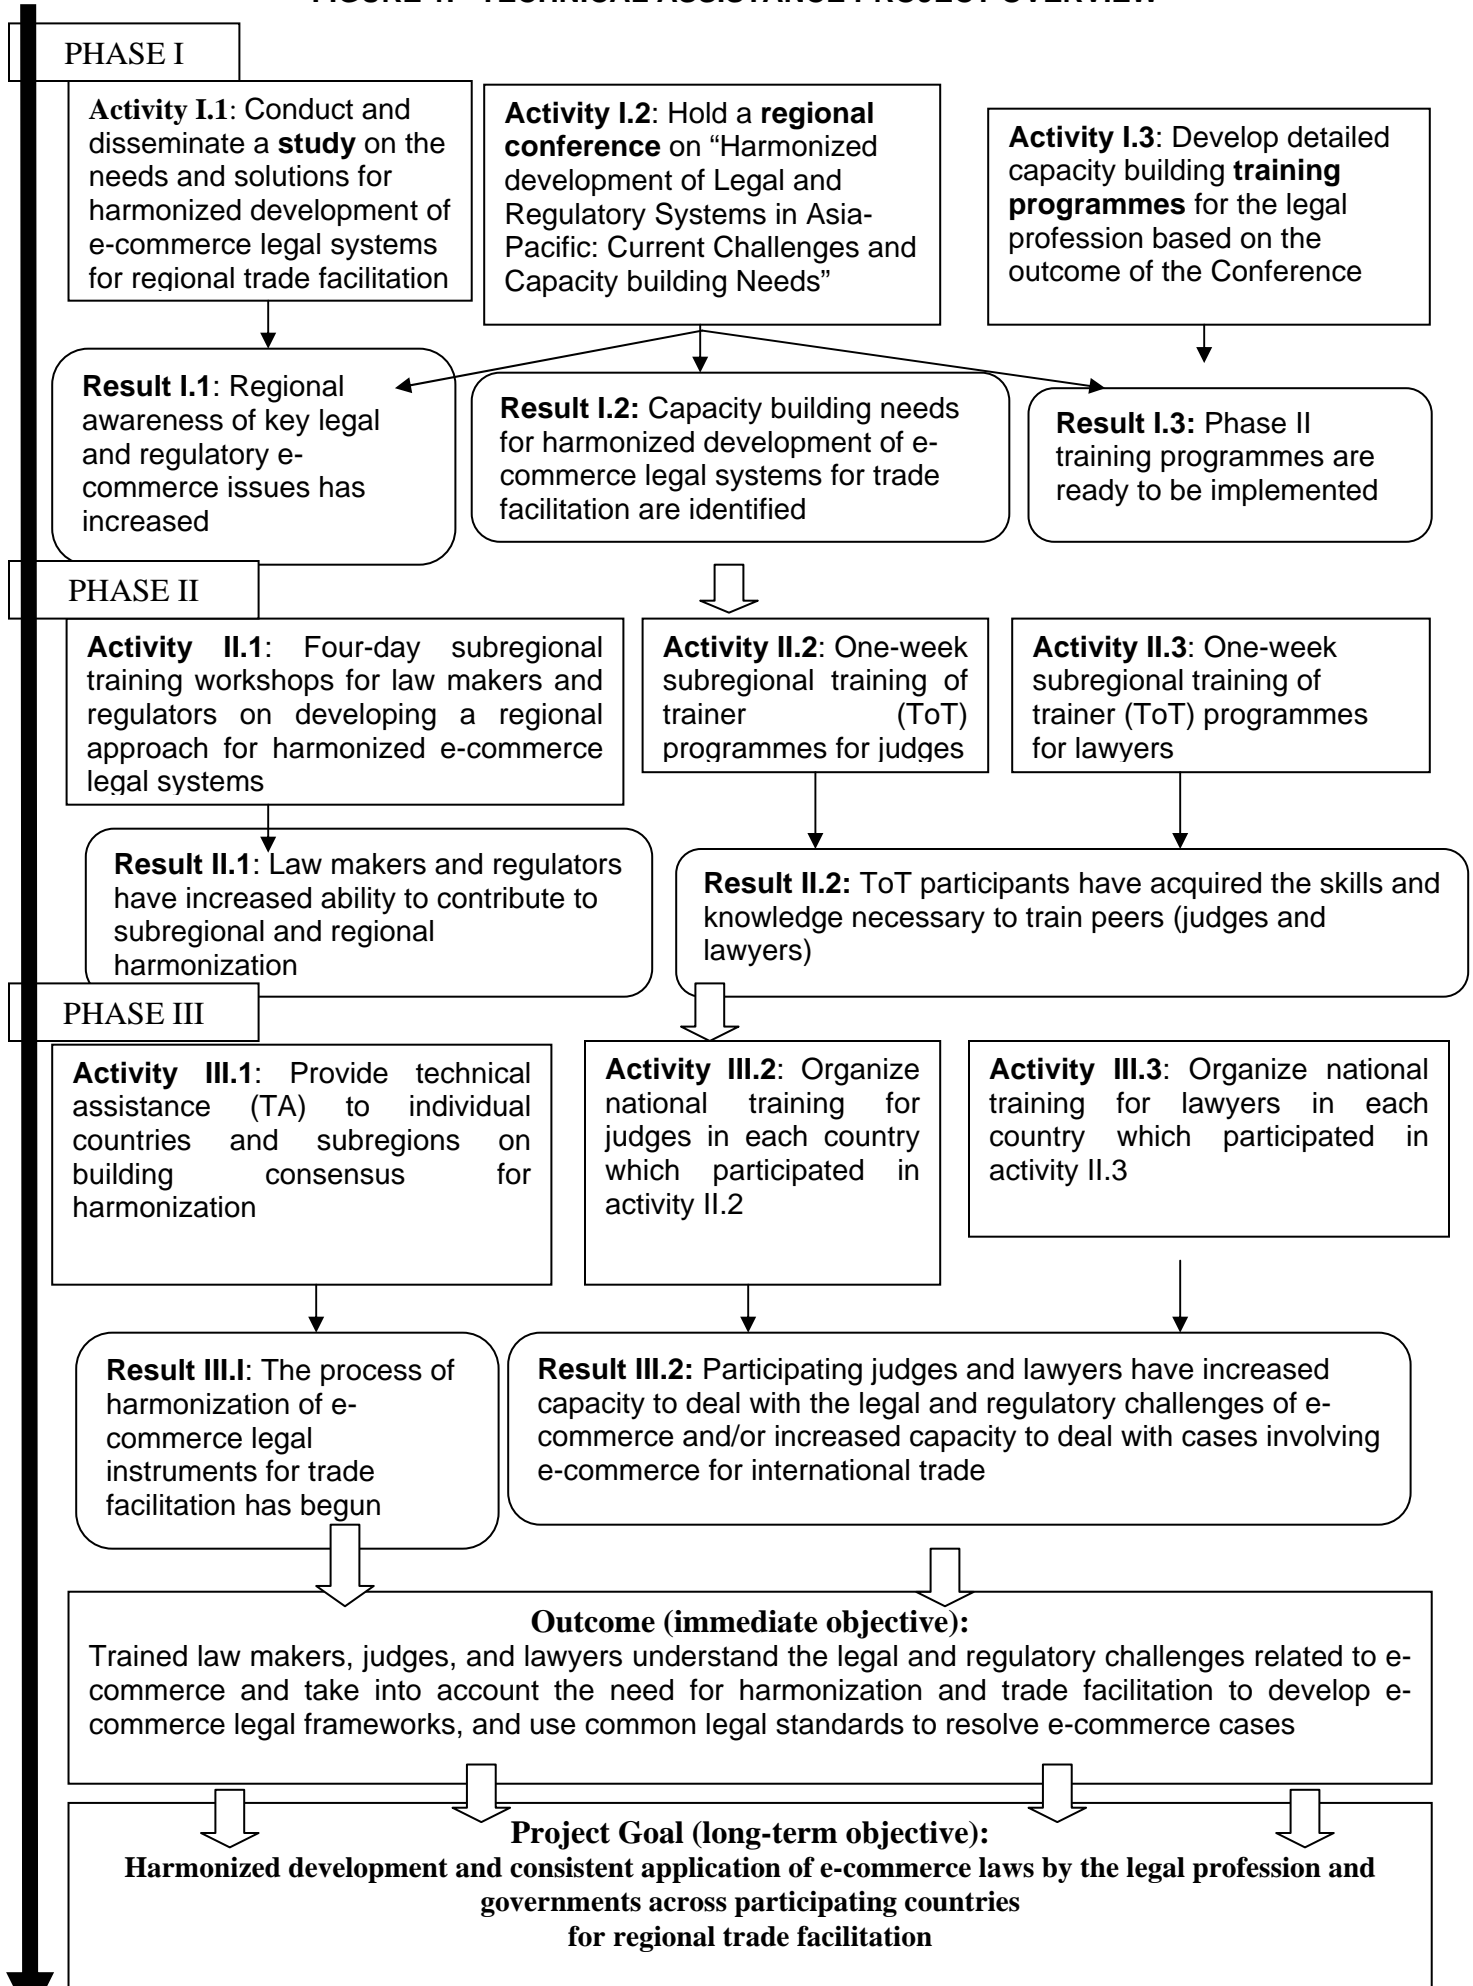 FIGURE 1: TECHNICAL ASSISTANCE PROJECT OVERVIEW
PHASE I
Activity I.1: Conduct and
disseminate a study on the
needs and solutions for
harmonized development of
e-commerce legal systems
for regional trade facilitation
Activity I.2: Hold a regional
conference on “Harmonized
development of Legal and
Regulatory Systems in Asia-
Pacific: Current Challenges and
Capacity building Needs”
Activity I.3: Develop detailed
capacity building training
programmes for the legal
profession based on the
outcome of the Conference
Result I.1: Regional
awareness of key legal
and regulatory e-
commerce issues has
increased
Result I.2: Capacity building needs
for harmonized development of e-
commerce legal systems for trade
facilitation are identified
Result I.3: Phase II
training programmes are
ready to be implemented
PHASE II
Activity II.1: Four-day subregional
training workshops for law makers and
regulators on developing a regional
approach for harmonized e-commerce
legal systems
Activity II.2: One-week
subregional training of
trainer (ToT)
programmes for judges
Activity II.3: One-week
subregional training of
trainer (ToT) programmes
for lawyers
Result II.1: Law makers and regulators
have increased ability to contribute to
subregional and regional
harmonization
Result II.2: ToT participants have acquired the skills and
knowledge necessary to train peers (judges and
lawyers)
PHASE III
Activity III.1: Provide technical
assistance (TA) to individual
countries and subregions on
building consensus for
harmonization
Activity III.2: Organize
national training for
judges in each country
which participated in
activity II.2
Activity III.3: Organize national
training for lawyers in each
country which participated in
activity II.3
Result III.I: The process of
harmonization of e-
commerce legal
instruments for trade
facilitation has begun
Result III.2: Participating judges and lawyers have increased
capacity to deal with the legal and regulatory challenges of e-
commerce and/or increased capacity to deal with cases involving
e-commerce for international trade
Outcome (immediate objective):
Trained law makers, judges, and lawyers understand the legal and regulatory challenges related to e-
commerce and take into account the need for harmonization and trade facilitation to develop e-
commerce legal frameworks, and use common legal standards to resolve e-commerce cases
Project Goal (long-term objective):
Harmonized development and consistent application of e-commerce laws by the legal profession and
governments across participating countries
for regional trade facilitation